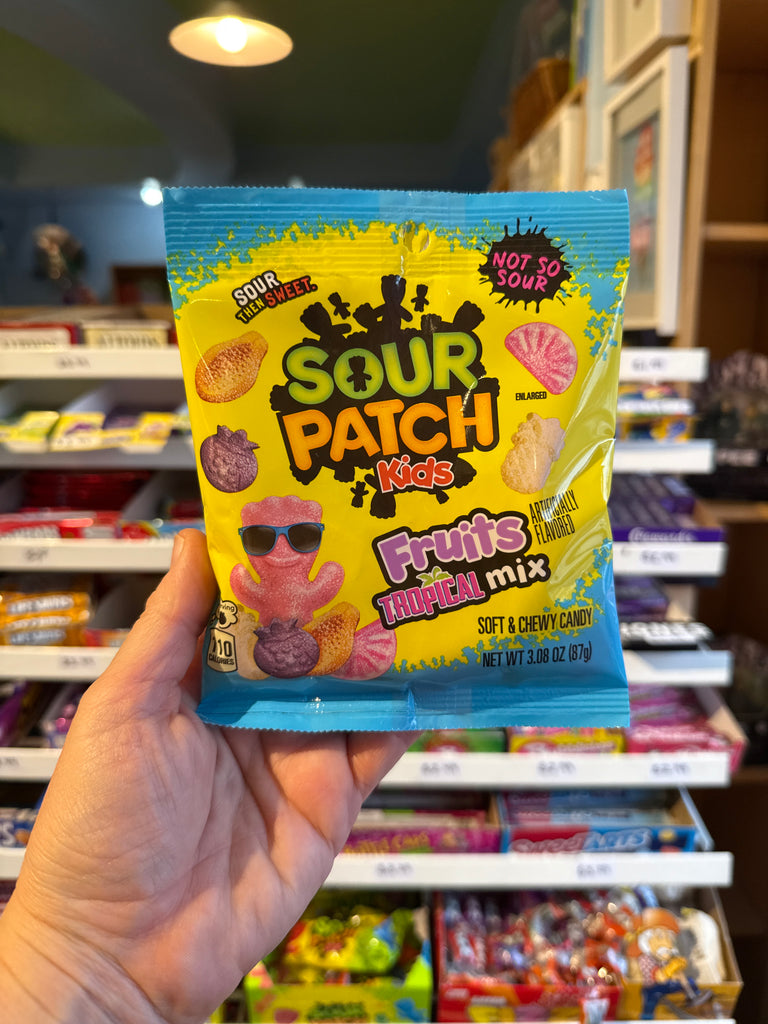 NOT SO
SOUR
SOUR
THEN SWEET.
SOUR
PATCH
Kids
ENLARGED
ARTIFICIALLY
FLAVORED
Fruits
TROPICAL mix
SOFT & CHEWY CANDY
NET WT 3.08 OZ (87g)
110
CALORIES